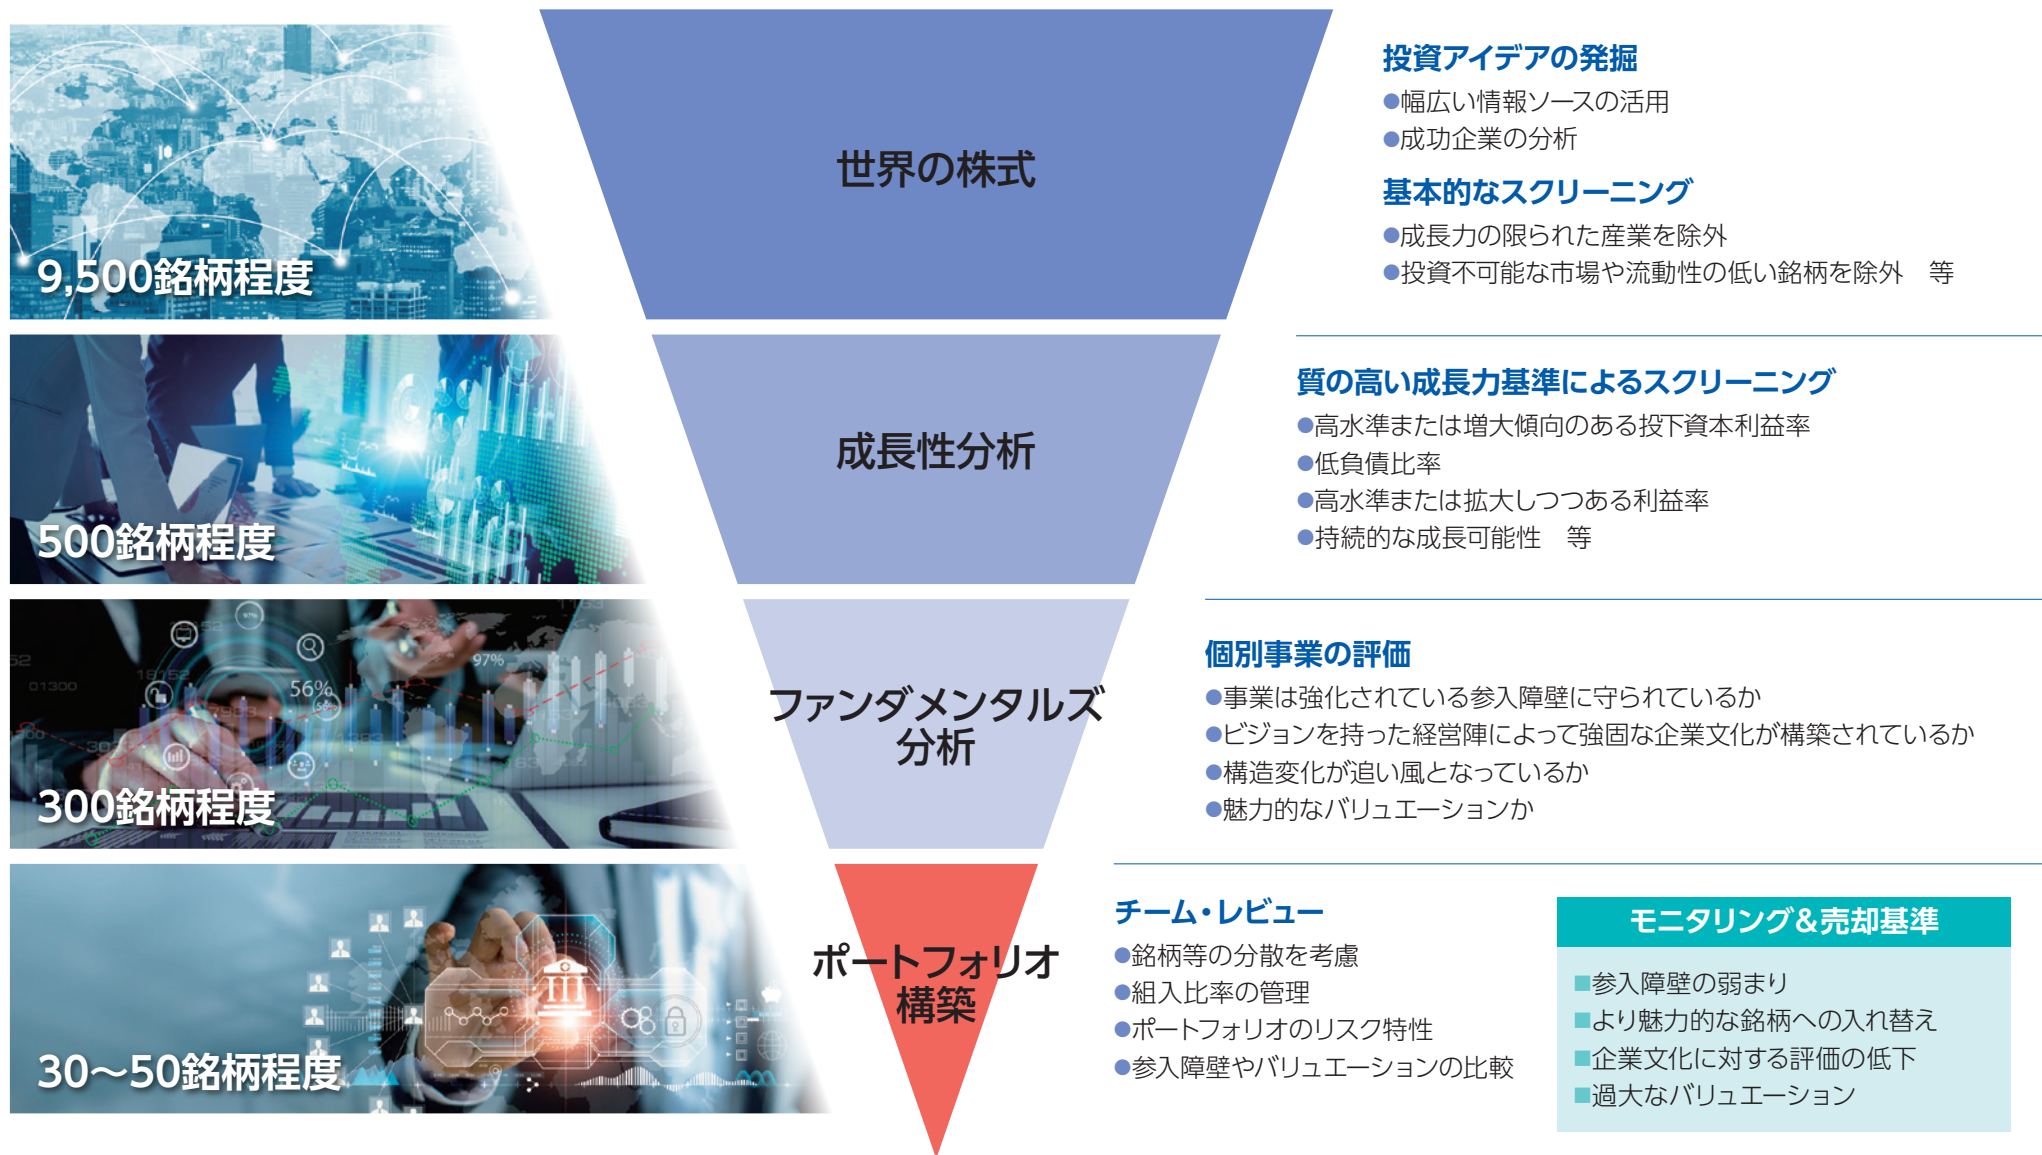 9,500銘柄程度
世界の株式
投資アイデアの発掘
●幅広い情報ソースの活用
●成功企業の分析
基本的なスクリーニング
●成長力の限られた産業を除外
●投資不可能な市場や流動性の低い銘柄を除外　等
500銘柄程度
成長性分析
質の高い成長力基準によるスクリーニング
●高水準または増大傾向のある投下資本利益率
●低負債比率
●高水準または拡大しつつある利益率
●持続的な成長可能性　等
97%
56%
01300
300銘柄程度
ファンダメンタルズ
分析
個別事業の評価
●事業は強化されている参入障壁に守られているか
●ビジョンを持った経営陣によって強固な企業文化が構築されているか
●構造変化が追い風となっているか
●魅力的なバリュエーションか
30～50銘柄程度
ポートフォリオ
構築
チーム・レビュー
●銘柄等の分散を考慮
●組入比率の管理
●ポートフォリオのリスク特性
●参入障壁やバリュエーションの比較
モニタリング＆売却基準
■参入障壁の弱まり
■より魅力的な銘柄への入れ替え
■企業文化に対する評価の低下
■過大なバリュエーション